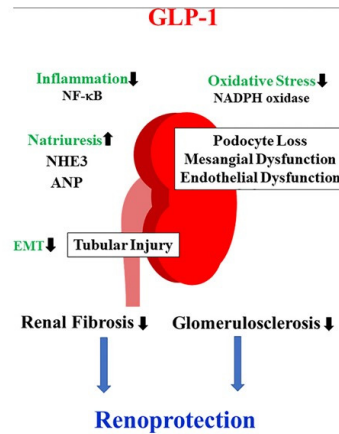 GLP-1
Inflammation⬇
NF-κB
Oxidative Stress⬇
NADPH oxidase
Natriuresis⬆
NHE3
ANP
Podocyte Loss
Mesangial Dysfunction
Endothelial Dysfunction
EMT⬇
Tubular Injury
Renal Fibrosis⬇
Glomerulosclerosis⬇
Renoprotection